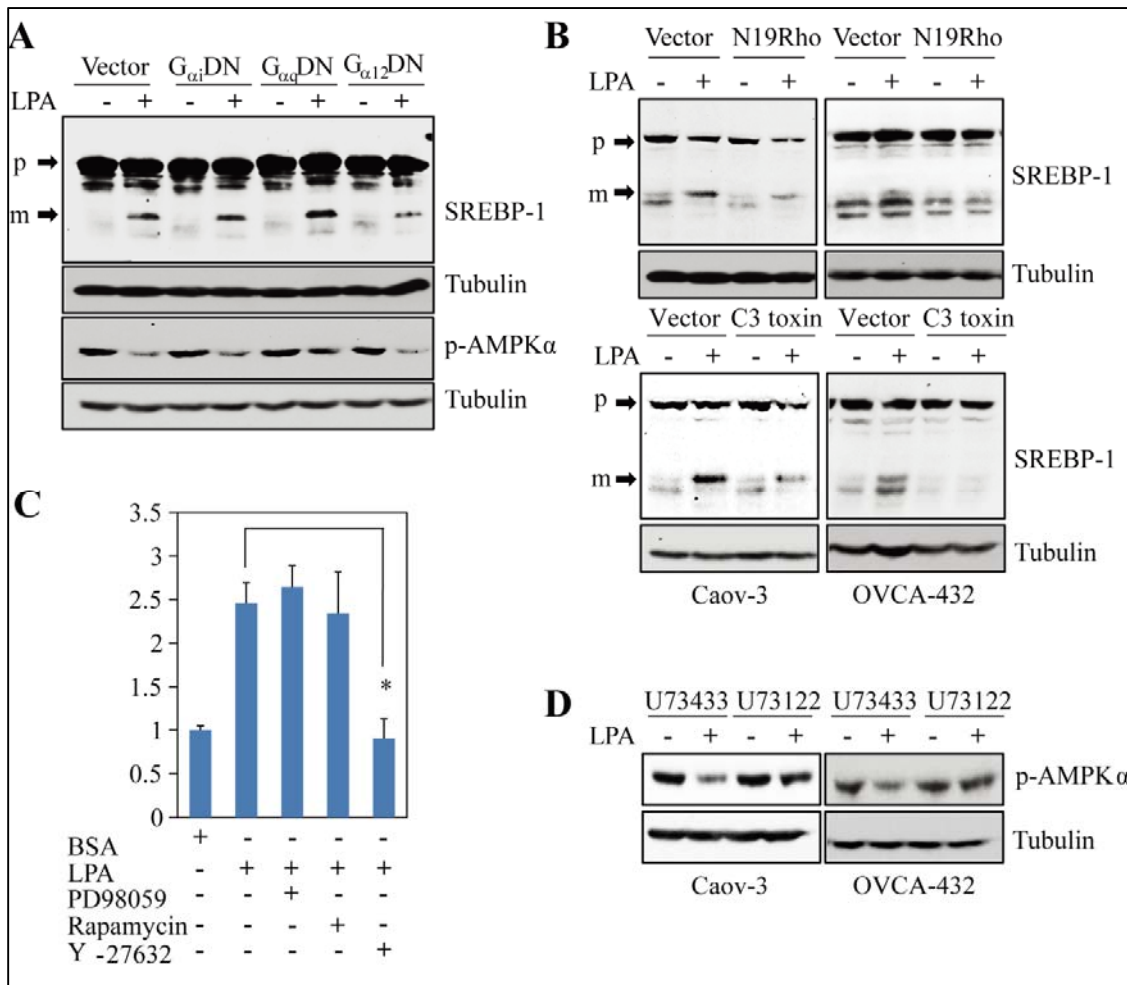 A
Vector GαiDN GαqDN Gα12DN
LPA - + - + - + - +
p
m
SREBP-1
Tubulin
p-AMPKα
Tubulin
B
Vector N19Rho Vector N19Rho
LPA - + - + - + - +
p
m
SREBP-1
Tubulin
Vector C3 toxin Vector C3 toxin
LPA - + - + - + - +
p
m
SREBP-1
Tubulin
Caov-3 OVCA-432
C
3.5
3
2.5
2
1.5
1
0.5
0
*
BSA + - - - -
LPA - + + + +
PD98059 - - + - -
Rapamycin - - - + -
Y -27632 - - - - +
D
U73433 U73122 U73433 U73122
LPA - + - + - + - +
p-AMPKα
Tubulin
Caov-3 OVCA-432